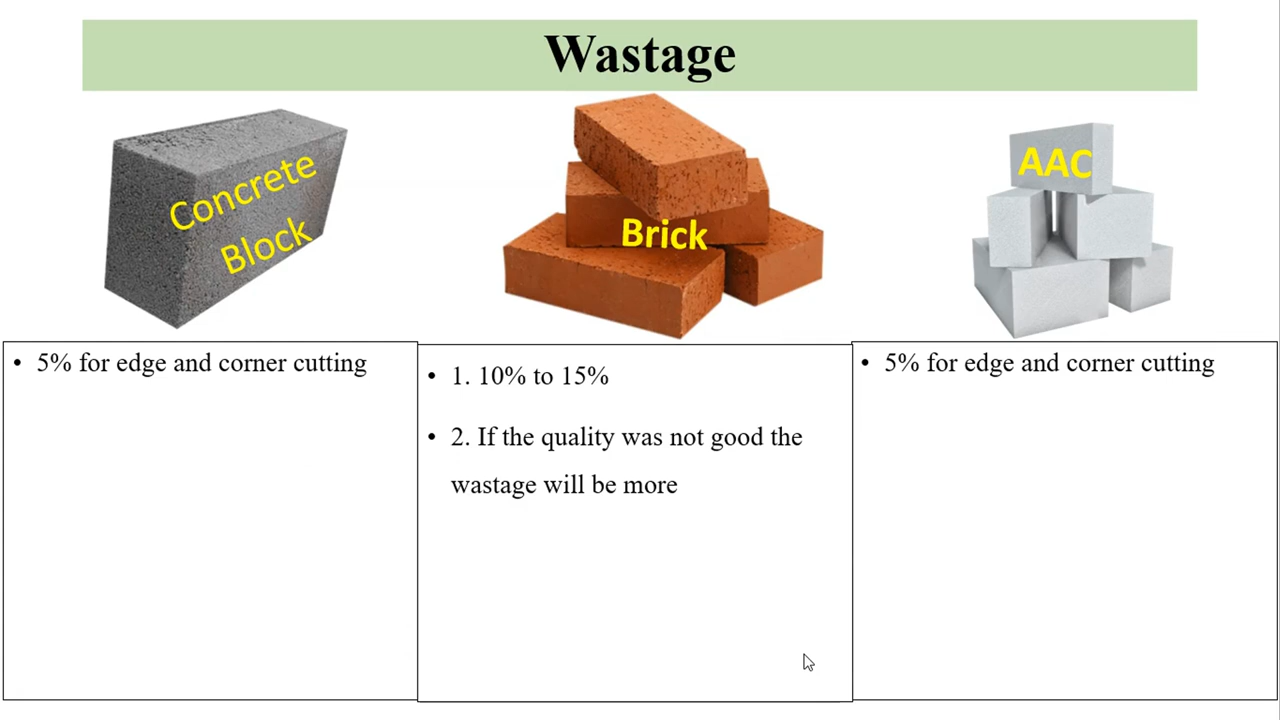 Wastage
Concrete
Block
Brick
AAC
• 5% for edge and corner cutting
• 1. 10% to 15%
• 2. If the quality was not good the
wastage will be more
• 5% for edge and corner cutting